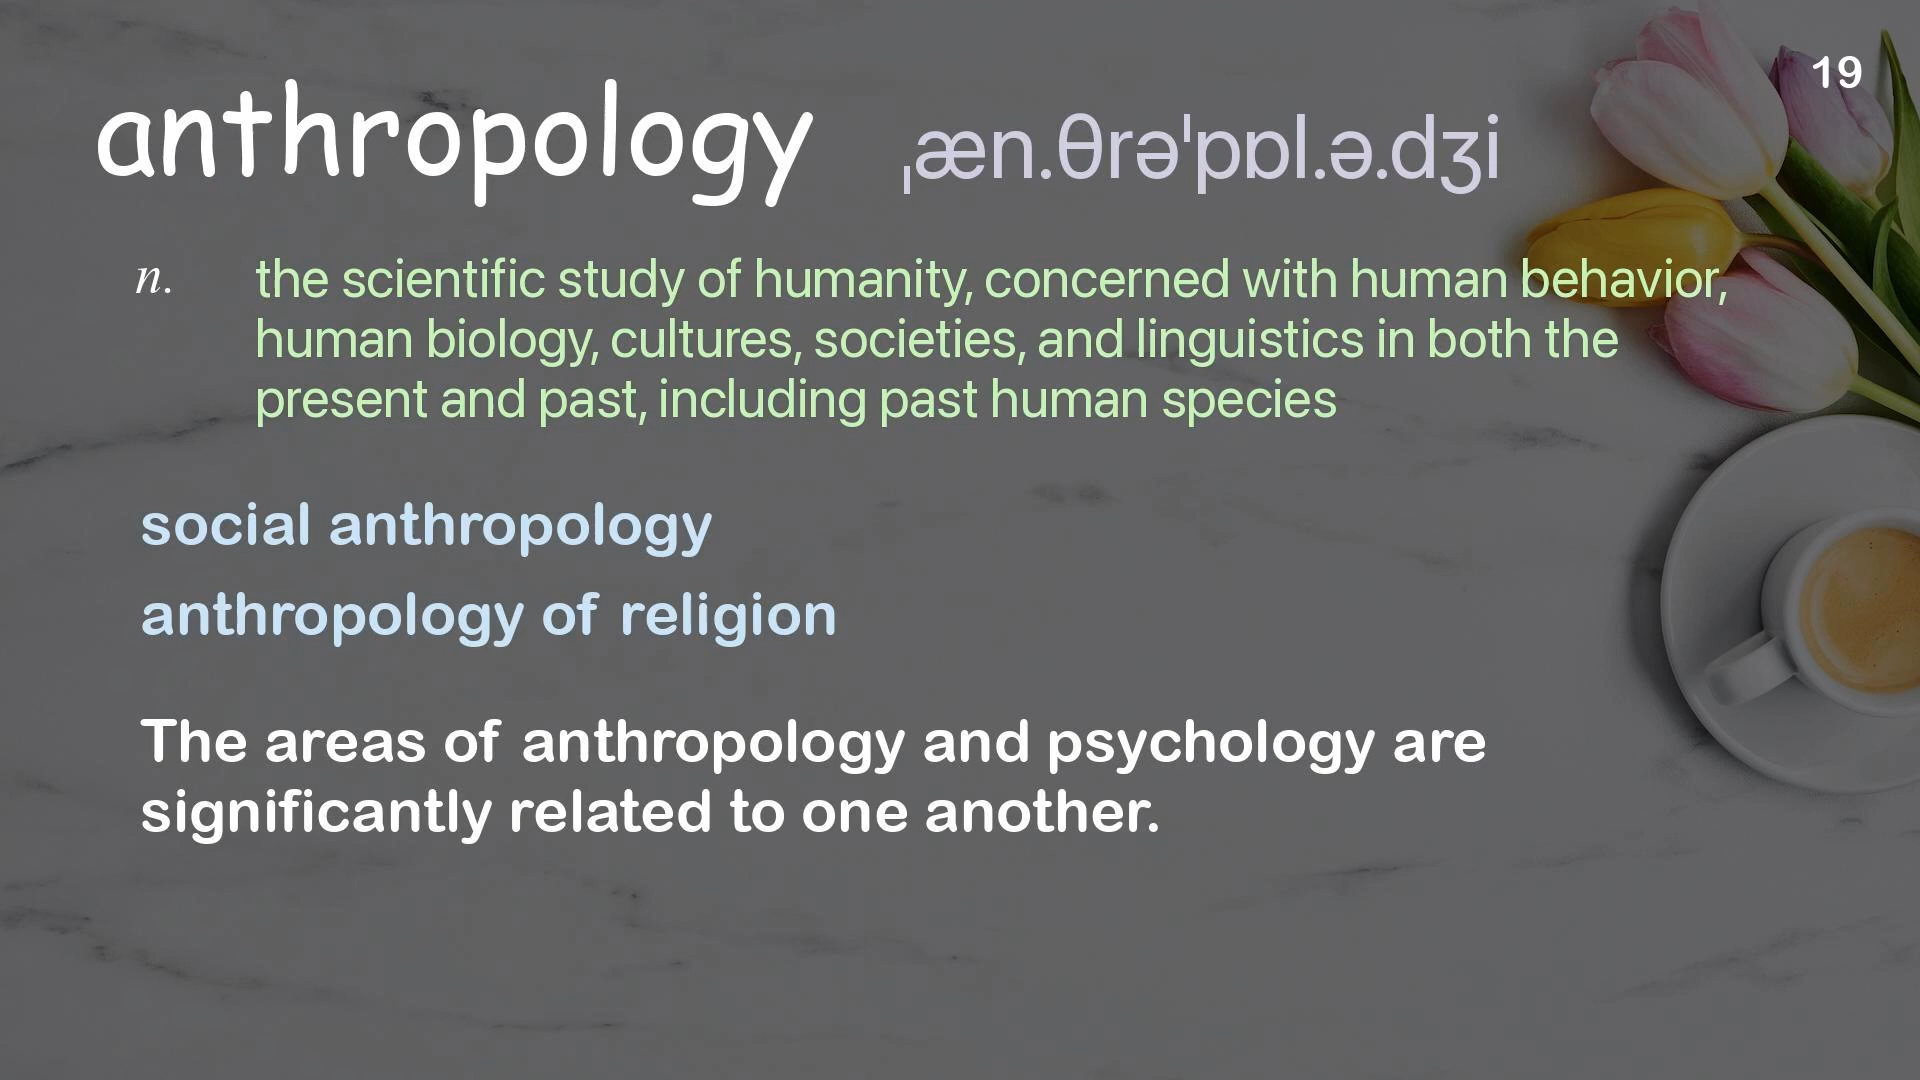 19
anthropology ˌæn.θrəˈpɒl.ə.dʒi
n. the scientific study of humanity, concerned with human behavior,
human biology, cultures, societies, and linguistics in both the
present and past, including past human species
social anthropology
anthropology of religion
The areas of anthropology and psychology are
significantly related to one another.